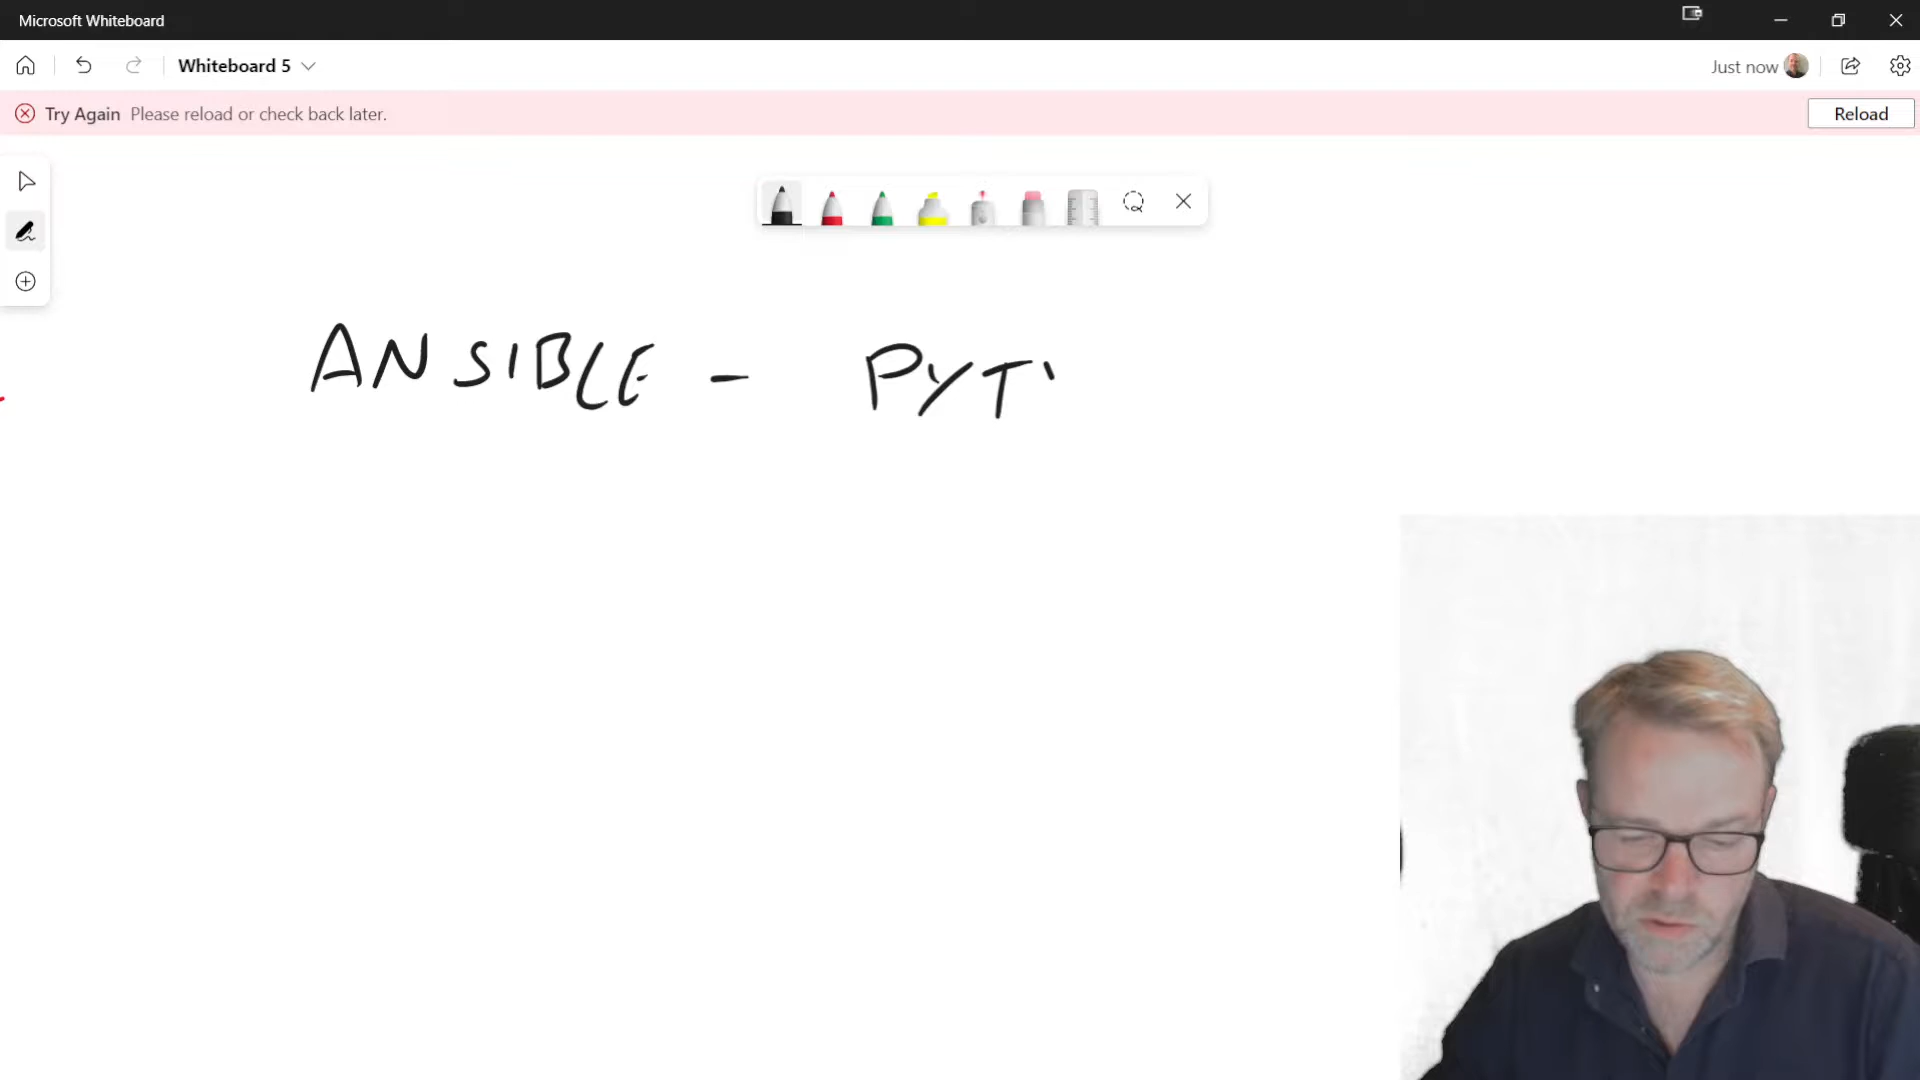 Microsoft Whiteboard
Whiteboard 5
Just now
Try Again Please reload or check back later.
Reload
ANSIBLE - PYT